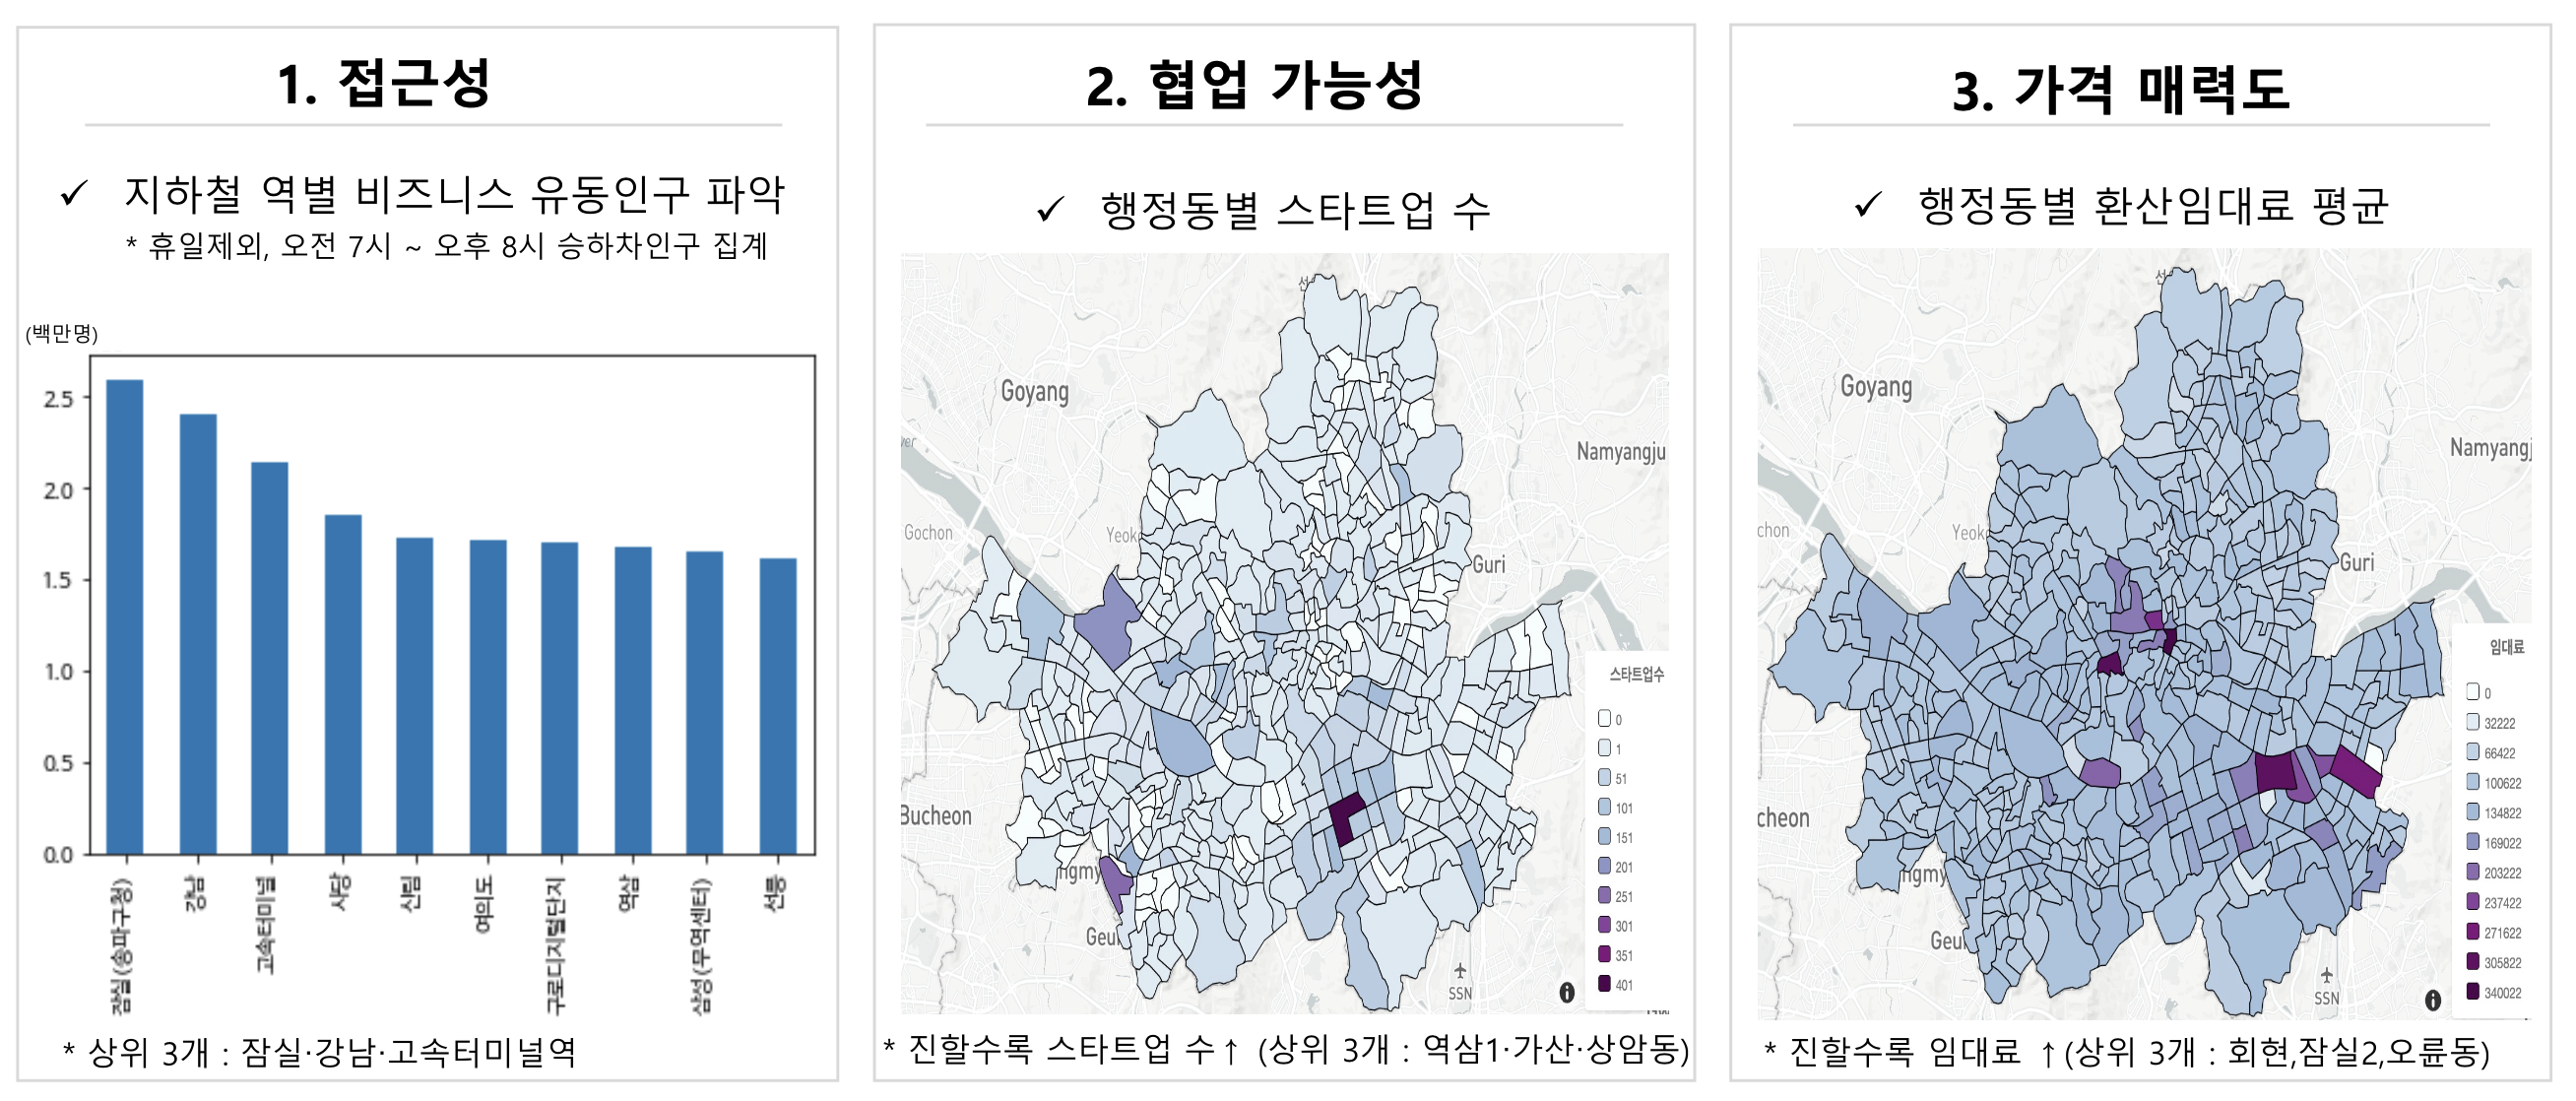 1. 접근성
✓ 지하철 역별 비즈니스 유동인구 파악
* 휴일제외, 오전 7시 ~ 오후 8시 승하차인구 집계
(백만명)
2.5
2.0
1.5
1.0
0.5
0.0
잠실(송파구청)
강남
고속터미널
사당
신림
여의도
구로디지털단지
역삼
삼성(무역센터)
선릉
* 상위 3개 : 잠실·강남·고속터미널역
2. 협업 가능성
✓ 행정동별 스타트업 수
Goyang
Namyangju
Gochon
Yeok
Guri
Bucheon
ngmy
Geu
SSN
스타트업수
0
1
51
101
151
201
251
301
351
401
* 진할수록 스타트업 수↑ (상위 3개 : 역삼1·가산·상암동)
3. 가격 매력도
✓ 행정동별 환산임대료 평균
Goyang
Namyangj
chon
Yeok
Guri
cheon
ngmy
Geu
SSN
임대료
0
32222
66422
100622
134822
169022
203222
237422
271622
305822
340022
* 진할수록 임대료 ↑(상위 3개 : 회현,잠실2,오륜동)